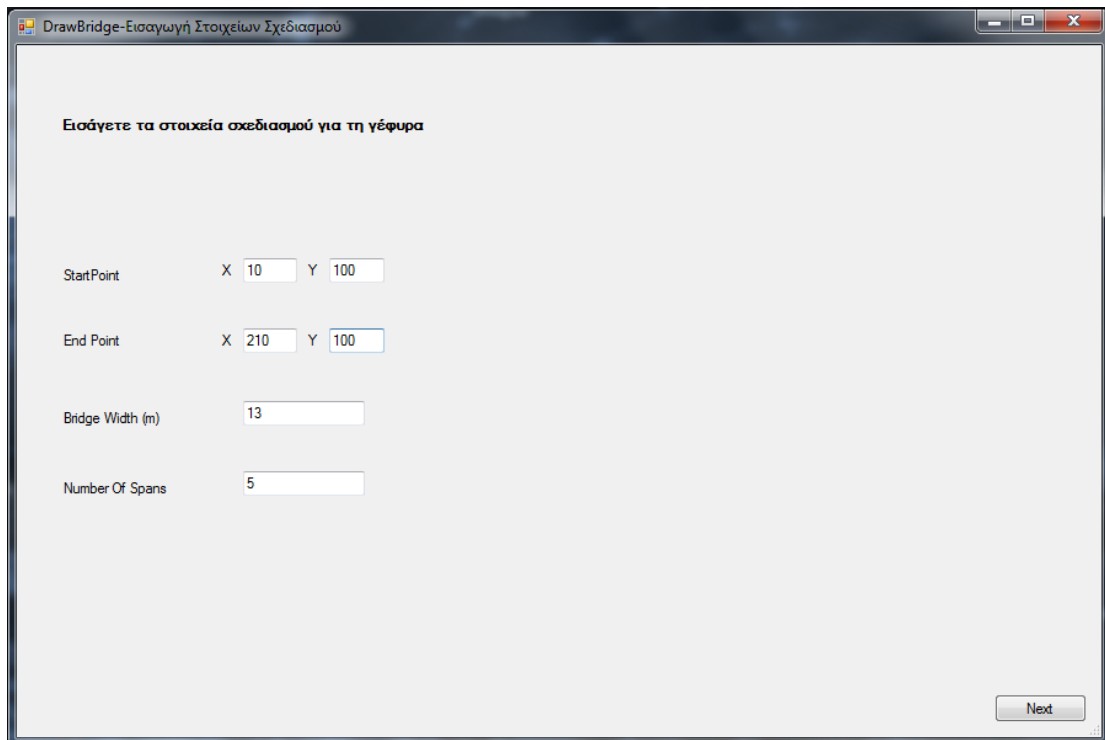 DrawBridge-Εισαγωγή Στοιχείων Σχεδιασμού
Εισάγετε τα στοιχεία σχεδιασμού για τη γέφυρα
StartPoint X 10 Y 100
End Point X 210 Y 100
Bridge Width (m) 13
Number Of Spans 5
Next